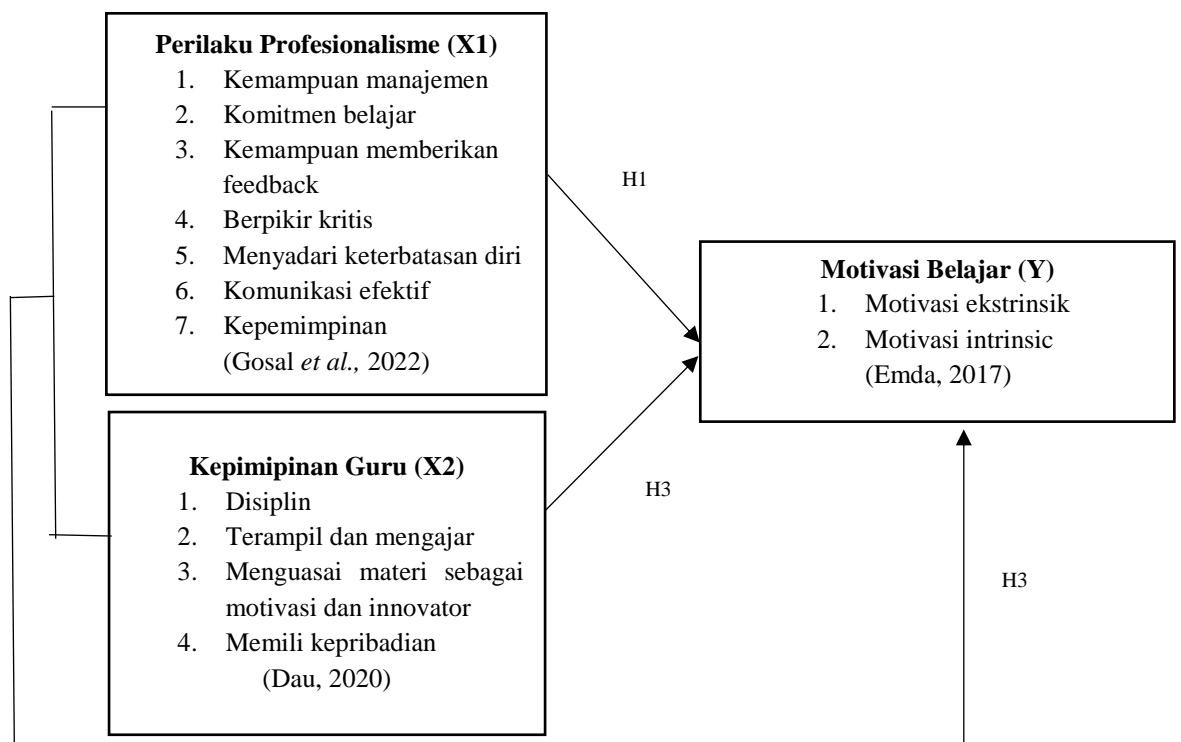 Perilaku Profesionalisme (X1)
1. Kemampuan manajemen
2. Komitmen belajar
3. Kemampuan memberikan
feedback
4. Berpikir kritis
5. Menyadari keterbatasan diri
6. Komunikasi efektif
7. Kepemimpinan
(Gosal et al., 2022)
H1
Motivasi Belajar (Y)
1. Motivasi ekstrinsik
2. Motivasi intrinsic
(Emda, 2017)
Kepimipinan Guru (X2)
1. Disiplin
2. Terampil dan mengajar
3. Menguasai materi sebagai
motivasi dan innovator
4. Memili kepribadian
(Dau, 2020)
H3
H3